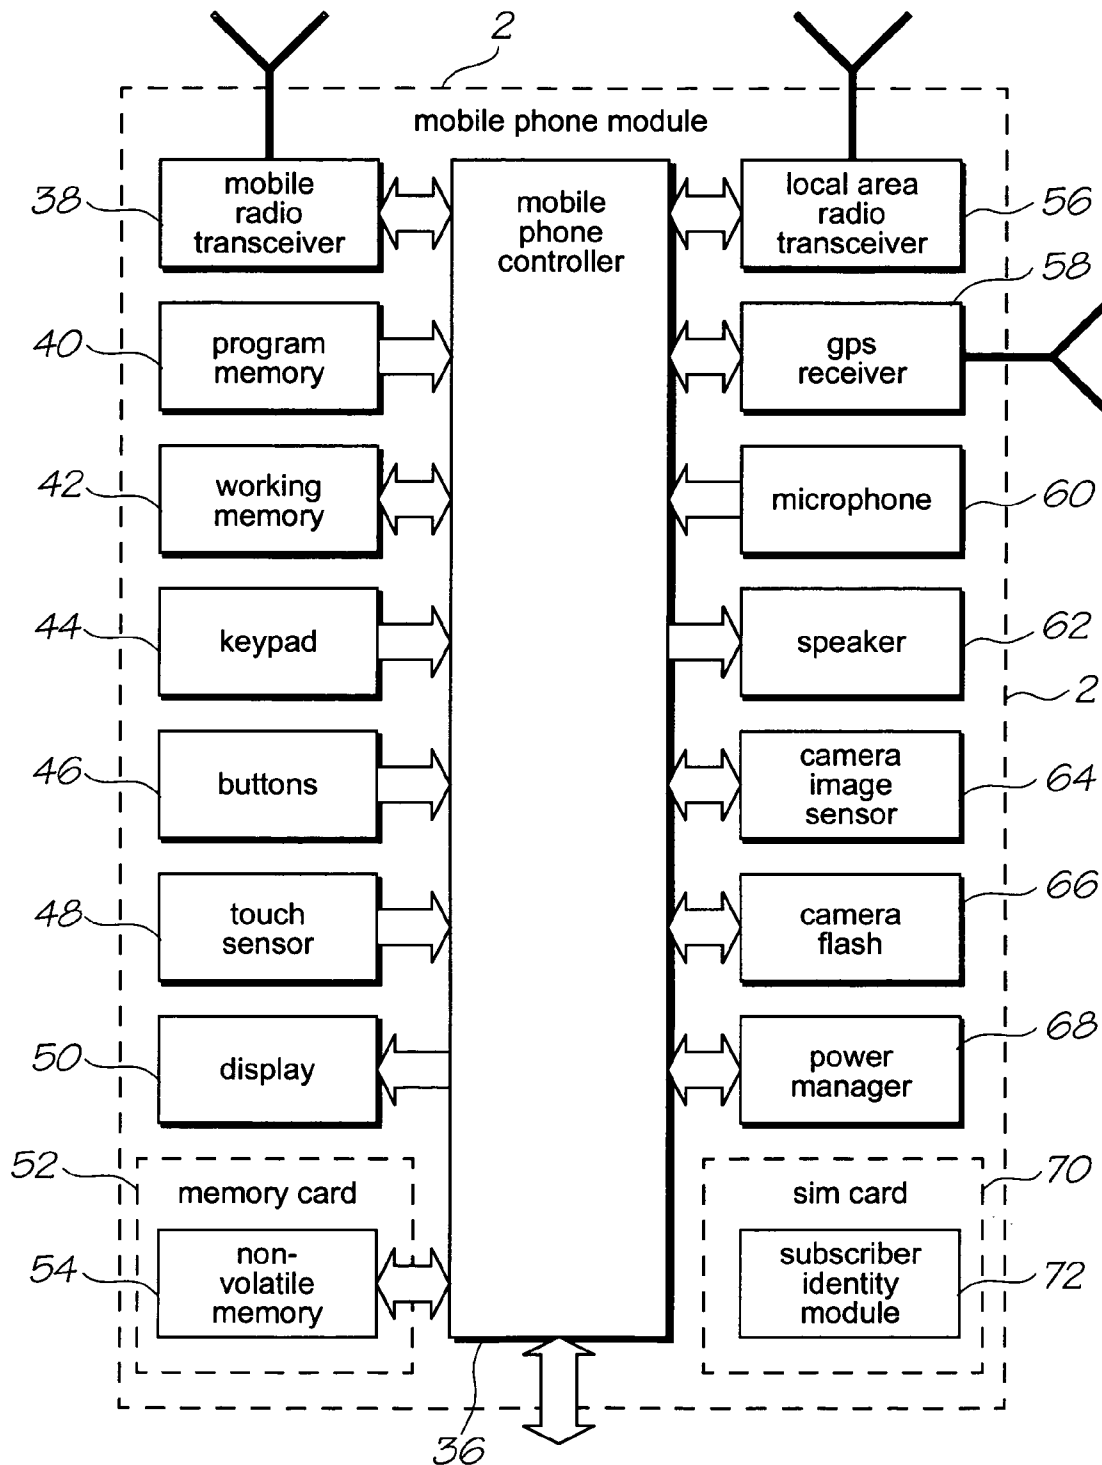 2
mobile phone module
38
mobile
radio
transceiver
mobile
phone
controller
local area
radio
transceiver
56
58
40
program
memory
gps
receiver
42
working
memory
microphone
60
44
keypad
speaker
62
2
46
buttons
camera
image
sensor
64
48
touch
sensor
camera
flash
66
50
display
power
manager
68
52
memory card
sim card
70
54
non-
volatile
memory
subscriber
identity
module
72
36